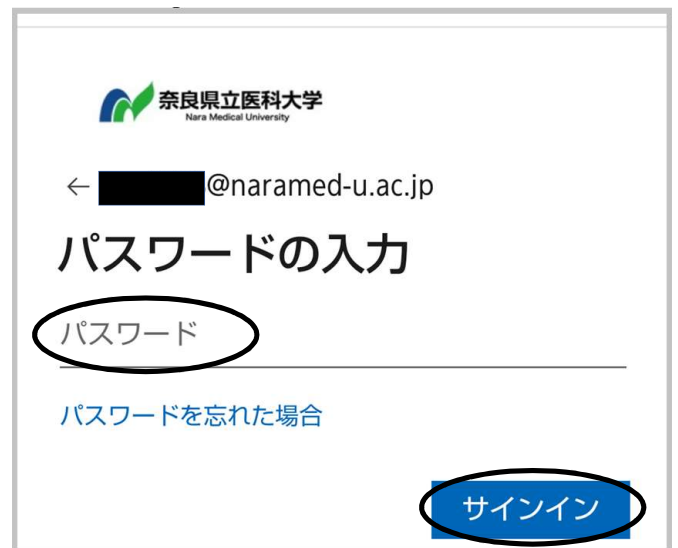 奈良県立医科大学
Nara Medical University
← @naramed-u.ac.jp
パスワードの入力
パスワード
パスワードを忘れた場合
サインイン